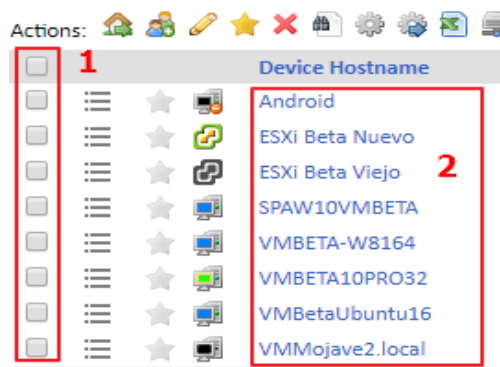 Actions:
1
Device Hostname
Android
ESXi Beta Nuevo
ESXi Beta Viejo
2
SPAW10VMBETA
VMBETA-W8164
VMBETA10PRO32
VMBetaUbuntu16
VMMojave2.local